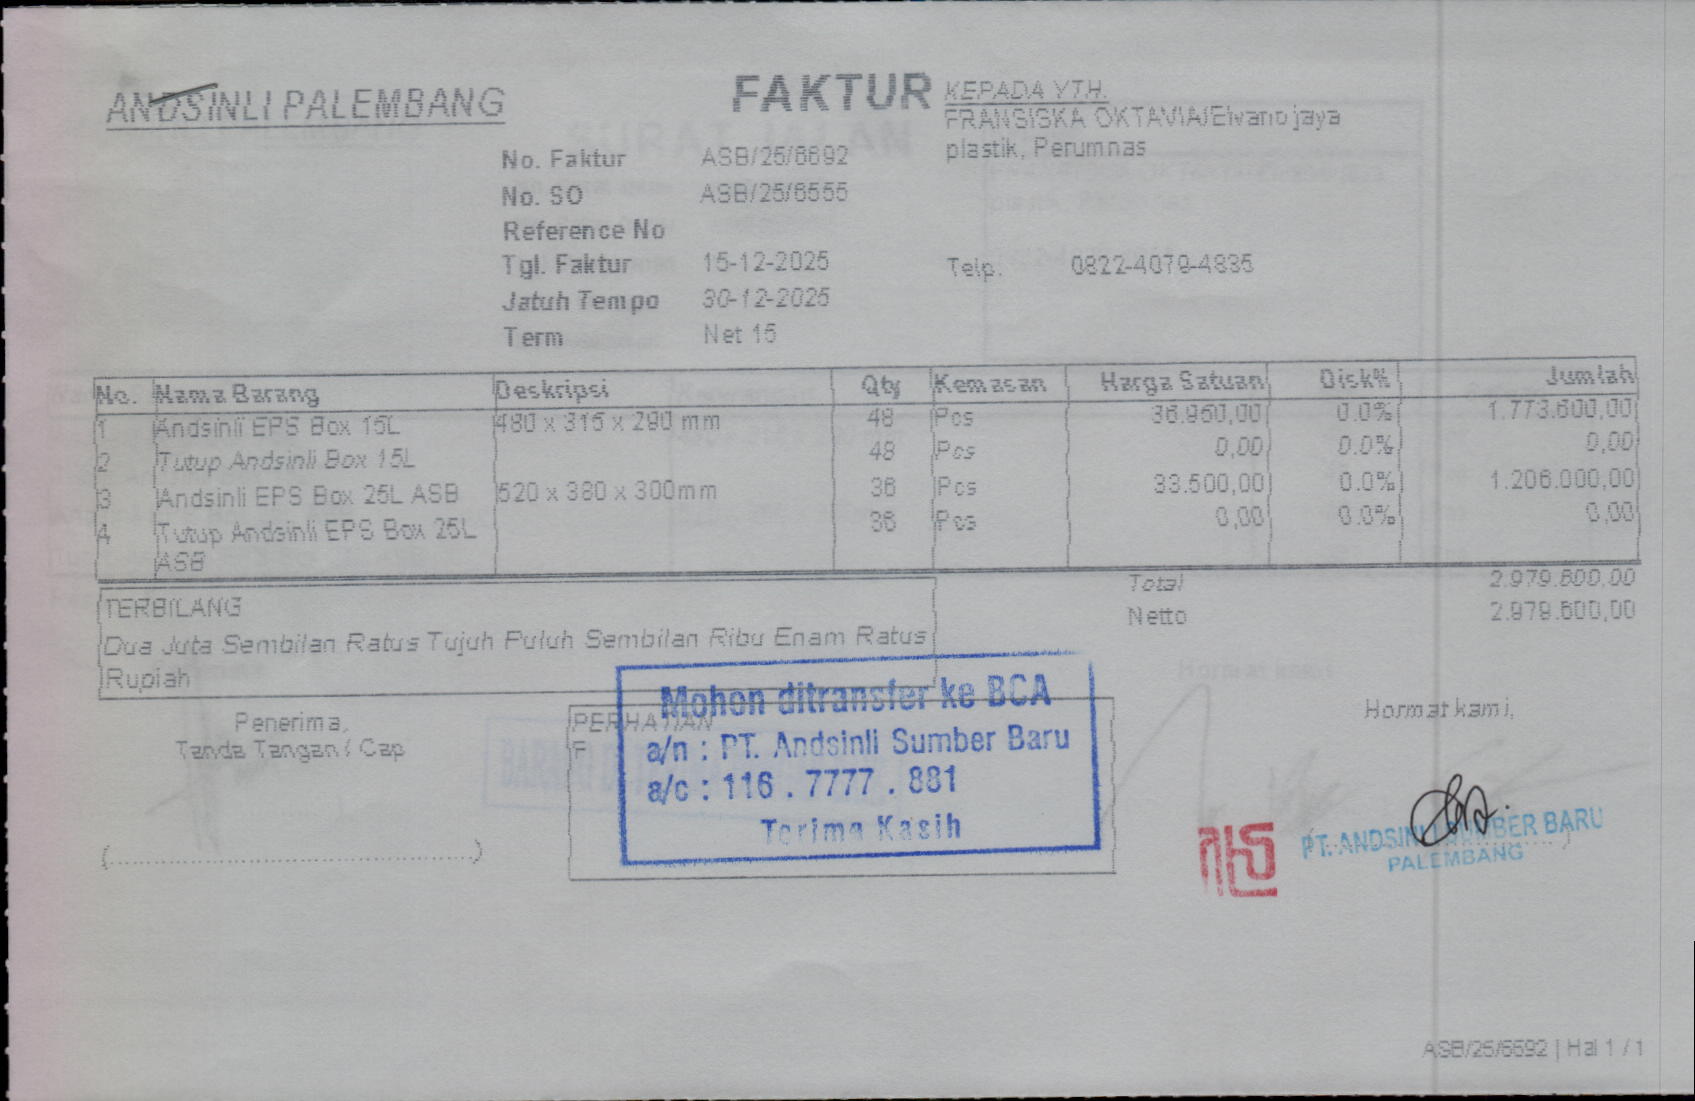 ANDSINLI PALEMBANG
FAKTUR
KEPADA YTH.
FRANSISKA OKTAVIA/Elvano jaya
plastik, Perumnas
No. Faktur ASB/25/6692
No. SO ASB/25/6555
Reference No
Tgl. Faktur 15-12-2025
Telp. 0822-4079-4835
Jatuh Tempo 30-12-2025
Term Net 15
No. Nama Barang Deskripsi Qty Kemasan Harga Satuan Disk% Jumlah
1 Andsinli EPS Box 15L 480 x 315 x 290 mm 48 Pcs 36.950,00 0.0% 1.773.600,00
2 Tutup Andsinli Box 15L 48 Pcs 0,00 0.0% 0,00
3 Andsinli EPS Box 25L ASB 520 x 380 x 300mm 36 Pcs 33.500,00 0.0% 1.206.000,00
4 Tutup Andsinli EPS Box 25L 36 Pcs 0,00 0.0% 0,00
ASB
Total 2.979.600,00
Netto 2.979.600,00
TERBILANG
Dua Juta Sembilan Ratus Tujuh Puluh Sembilan Ribu Enam Ratus
Rupiah
Penerima,
Tanda Tangan / Cap
PERHATIAN
Mohon ditransfer ke BCA
a/n : PT. Andsinli Sumber Baru
a/c : 116 . 7777 . 881
Terima Kasih
Hormat kami,
PT. ANDSINLI SUMBER BARU
PALEMBANG
ASB/25/6692 | Hal 1 / 1